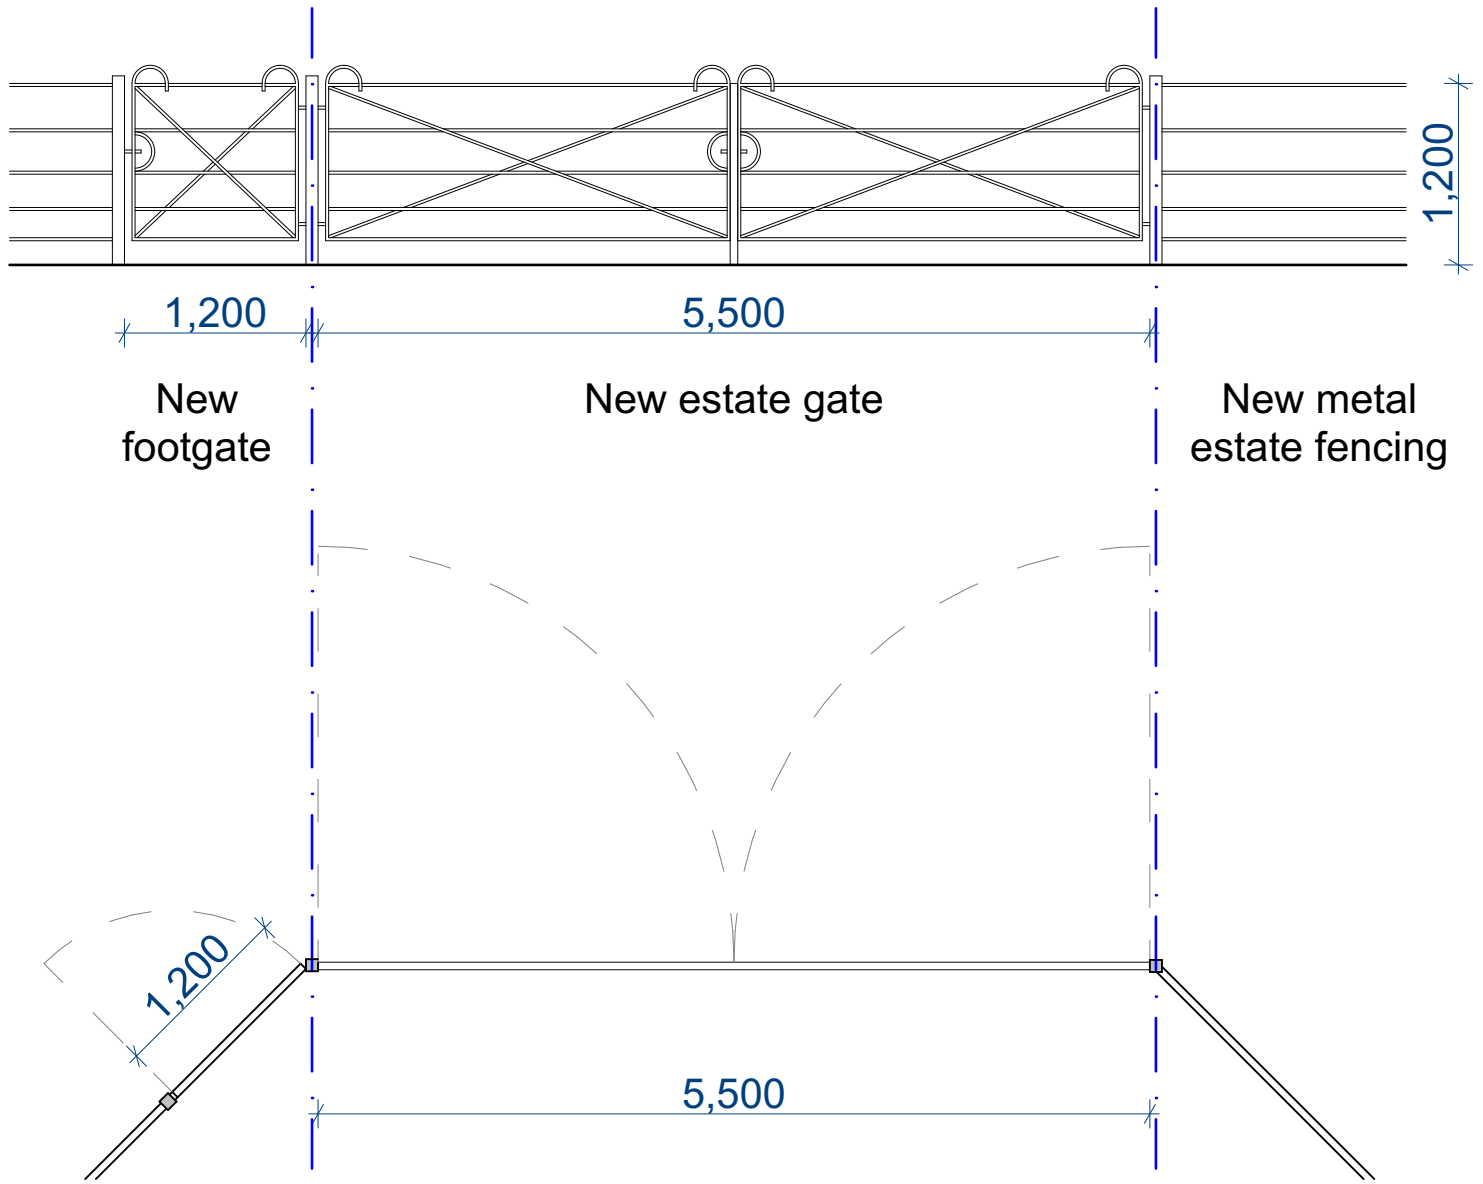 1,200
1,200
5,500
New
footgate
New estate gate
New metal
estate fencing
1,200
5,500